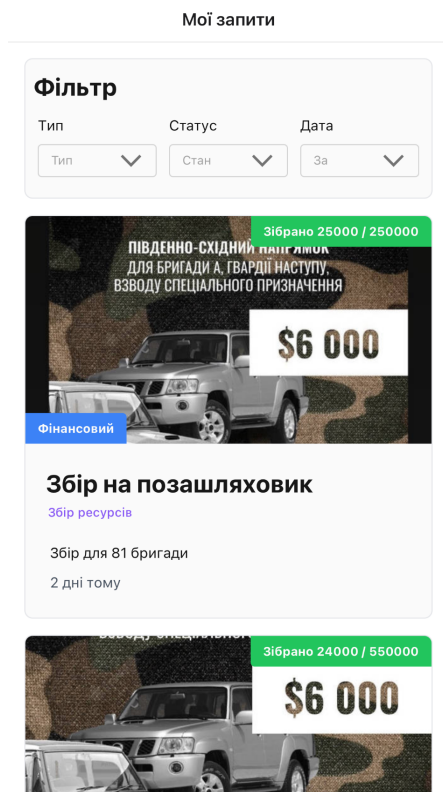 Мої запити
Фільтр
Тип
Статус
Дата
Тип
Стан
За
Зібрано 25000 / 250000
ПІВДЕННО-СХІДНИЙ НАПРЯМОК
ДЛЯ БРИГАДИ А, ГВАРДІЇ НАСТУПУ,
ВЗВОДУ СПЕЦІАЛЬНОГО ПРИЗНАЧЕННЯ
$6 000
Фінансовий
Збір на позашляховик
Збір ресурсів
Збір для 81 бригади
2 дні тому
Зібрано 24000 / 550000
ВЗВОДУ СПЕЦІАЛЬНОГО
$6 000